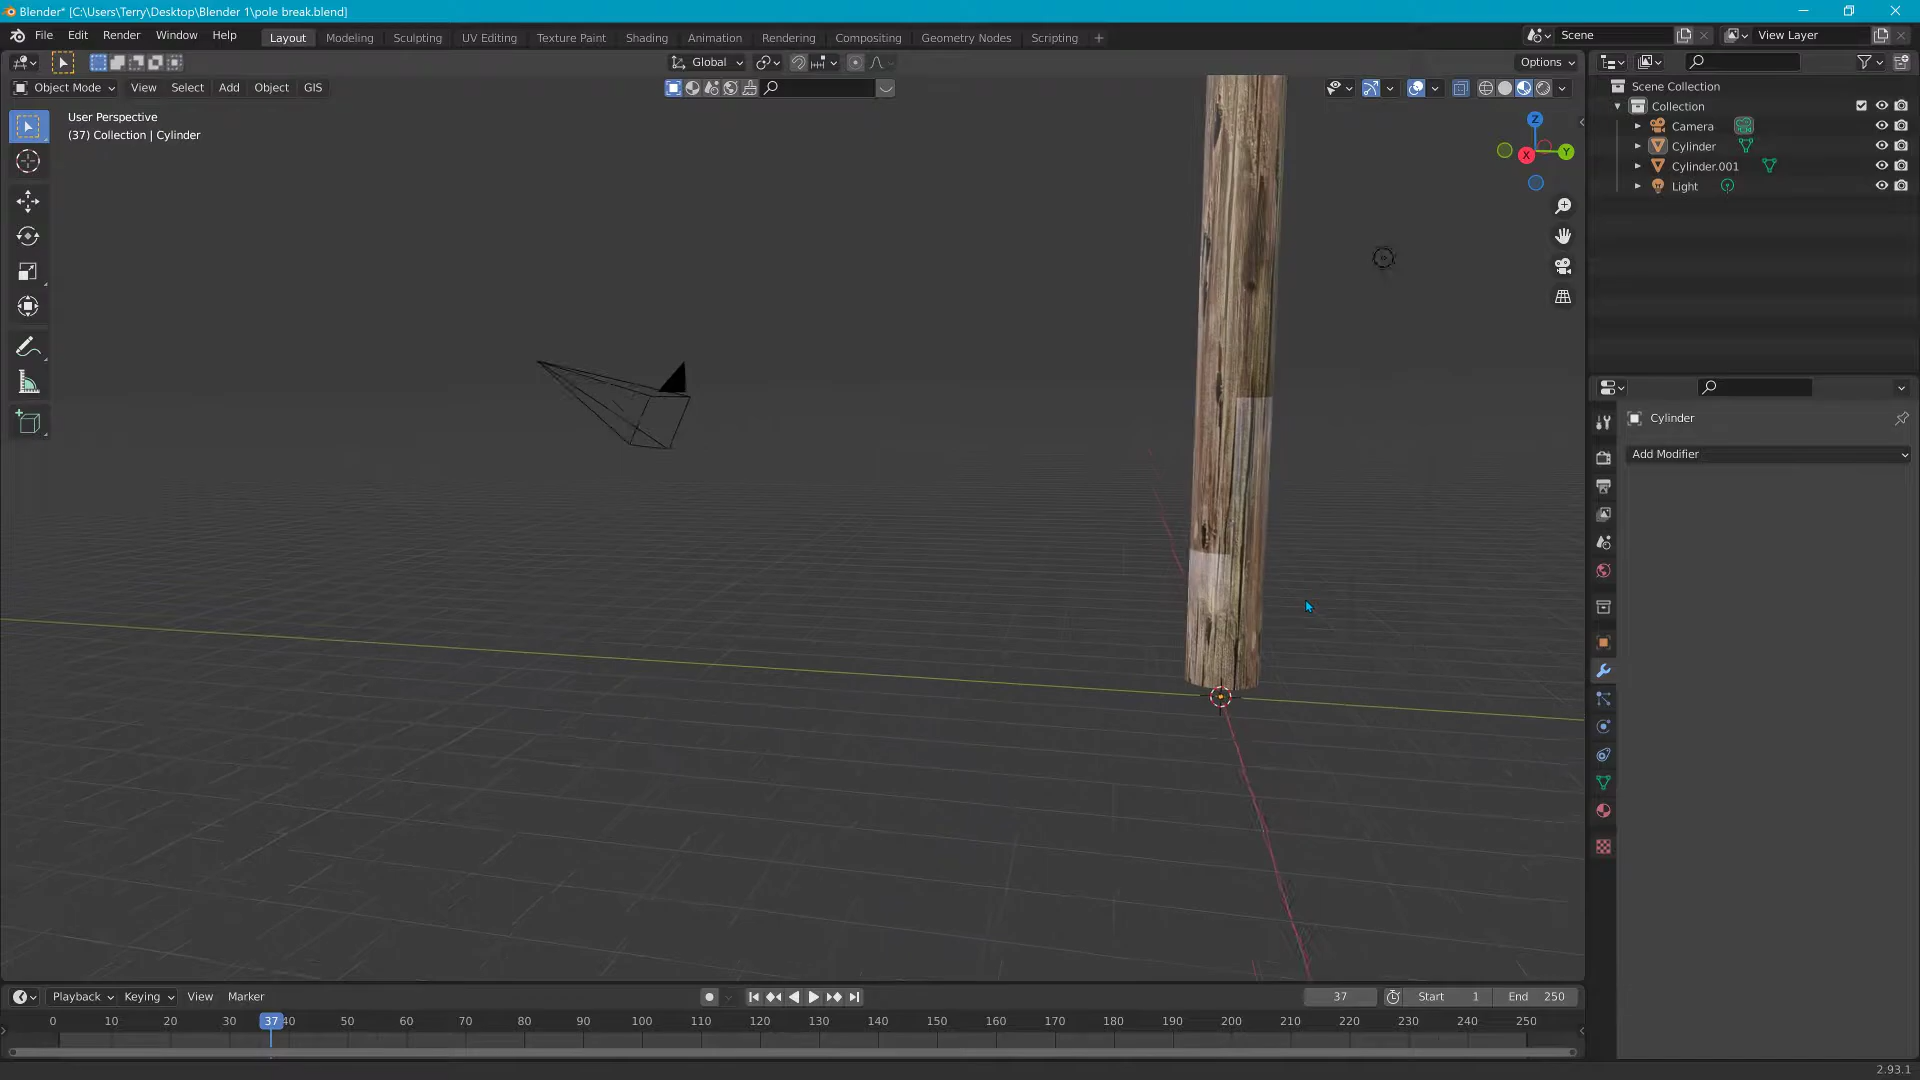 Blender* [C:\Users\Terry\Desktop\Blender 1\pole break.blend]
File Edit Render Window Help
Layout Modeling Sculpting UV Editing Texture Paint Shading Animation Rendering Compositing Geometry Nodes Scripting
Scene
View Layer
Global
Options
Object Mode View Select Add Object GIS
User Perspective
(37) Collection | Cylinder
Z
X
Y
Scene Collection
Collection
Camera
Cylinder
Cylinder.001
Light
Cylinder
Add Modifier
Playback Keying View Marker
37 Start 1 End 250
0 10 20 30 37 40 50 60 70 80 90 100 110 120 130 140 150 160 170 180 190 200 210 220 230 240 250
2.93.1